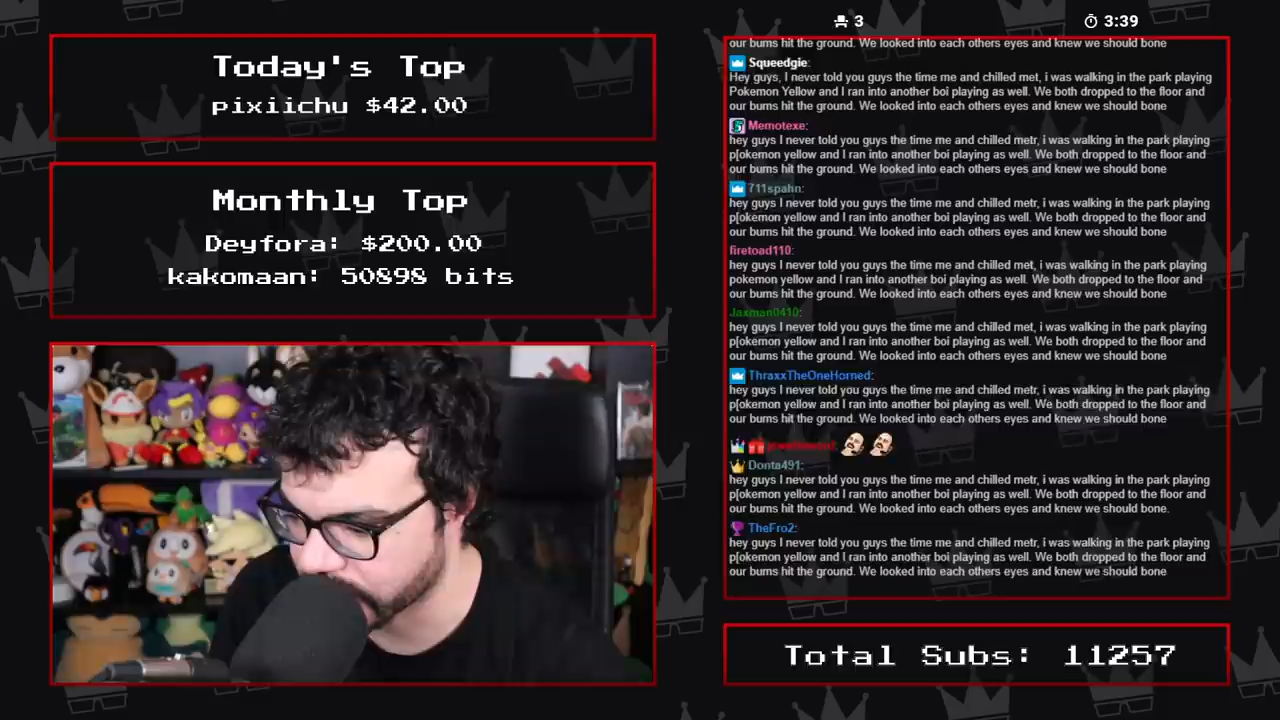 Today's Top
pixiichu $42.00
Monthly Top
Deyfora: $200.00
kakomaan: 50898 bits
3
3:39
our bums hit the ground. We looked into each others eyes and knew we should bone
Squeedgie:
Hey guys, I never told you guys the time me and chilled met, i was walking in the park playing
Pokemon Yellow and I ran into another boi playing as well. We both dropped to the floor and
our bums hit the ground. We looked into each others eyes and knew we should bone
Memotexe:
hey guys I never told you guys the time me and chilled metr, i was walking in the park playing
p[okemon yellow and I ran into another boi playing as well. We both dropped to the floor and
our bums hit the ground. We looked into each others eyes and knew we should bone
711spahn:
hey guys I never told you guys the time me and chilled metr, i was walking in the park playing
p[okemon yellow and I ran into another boi playing as well. We both dropped to the floor and
our bums hit the ground. We looked into each others eyes and knew we should bone
firetoad110:
hey guys I never told you guys the time me and chilled met, i was walking in the park playing
pokemon yellow and I ran into another boi playing as well. We both dropped to the floor and
our bums hit the ground. We looked into each others eyes and knew we should bone
Jaxman0410:
hey guys I never told you guys the time me and chilled met, i was walking in the park playing
p[okemon yellow and I ran into another boi playing as well. We both dropped to the floor and
our bums hit the ground. We looked into each others eyes and knew we should bone
ThraxxTheOneHorned:
hey guys I never told you guys the time me and chilled metr, i was walking in the park playing
p[okemon yellow and I ran into another boi playing as well. We both dropped to the floor and
our bums hit the ground. We looked into each others eyes and knew we should bone
Donta491:
hey guys I never told you guys the time me and chilled metr, i was walking in the park playing
p[okemon yellow and I ran into another boi playing as well. We both dropped to the floor and
our bums hit the ground. We looked into each others eyes and knew we should bone.
TheFro2:
hey guys I never told you guys the time me and chilled metr, i was walking in the park playing
p[okemon yellow and I ran into another boi playing as well. We both dropped to the floor and
our bums hit the ground. We looked into each others eyes and knew we should bone
Total Subs: 11257